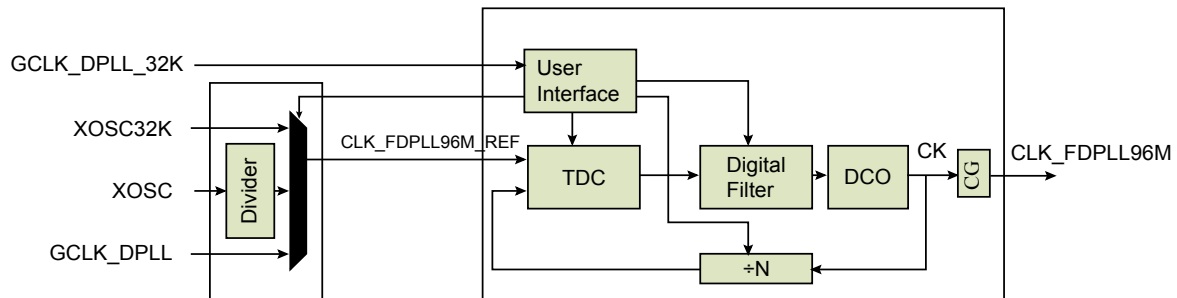 GCLK_DPLL_32K
User
Interface
XOSC32K
CLK_FDPLL96M_REF
CK
CLK_FDPLL96M
XOSC
Divider
TDC
Digital
Filter
DCO
CG
GCLK_DPLL
÷N